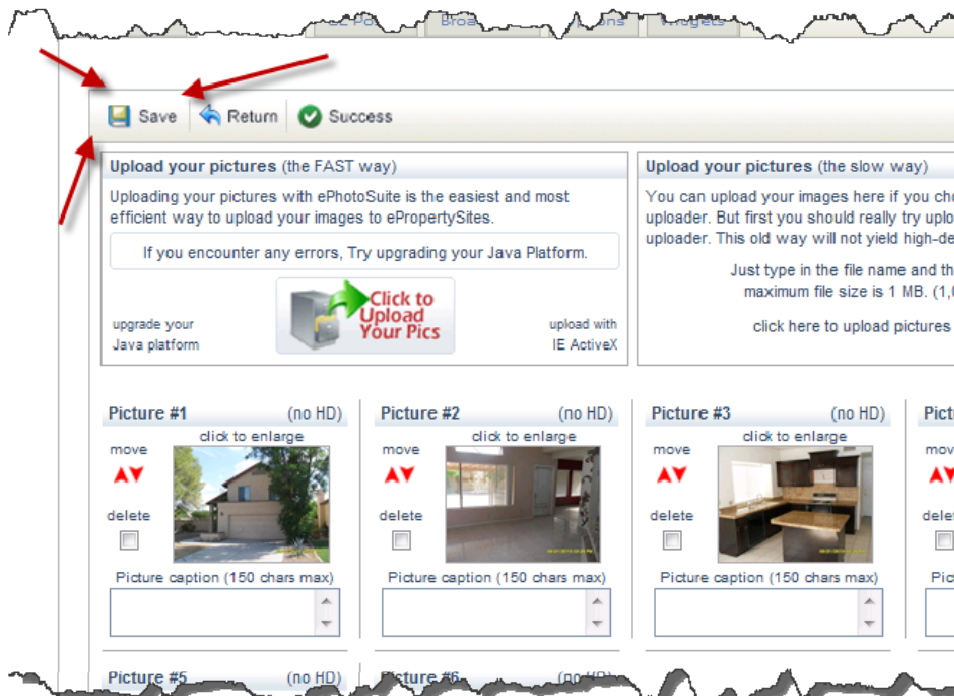 Save Return Success
Upload your pictures (the FAST way)
Uploading your pictures with ePhotoSuite is the easiest and most
efficient way to upload your images to ePropertySites.
If you encounter any errors, Try upgrading your Java Platform.
Click to
Upload
Your Pics
upgrade your
Java platform
upload with
IE ActiveX
Upload your pictures (the slow way)
You can upload your images here if you
uploader. But first you should really try
uploader. This old way will not yield
Just type in the file name and
maximum file size is 1 MB.
click here to upload pictures
Picture #1 (no HD)
click to enlarge
move
delete
Picture caption (150 chars max)
Picture #2 (no HD)
click to enlarge
move
delete
Picture caption (150 chars max)
Picture #3 (no HD)
click to enlarge
move
delete
Picture caption (150 chars max)
Picture #5 (no HD)
Picture #6 (no HD)